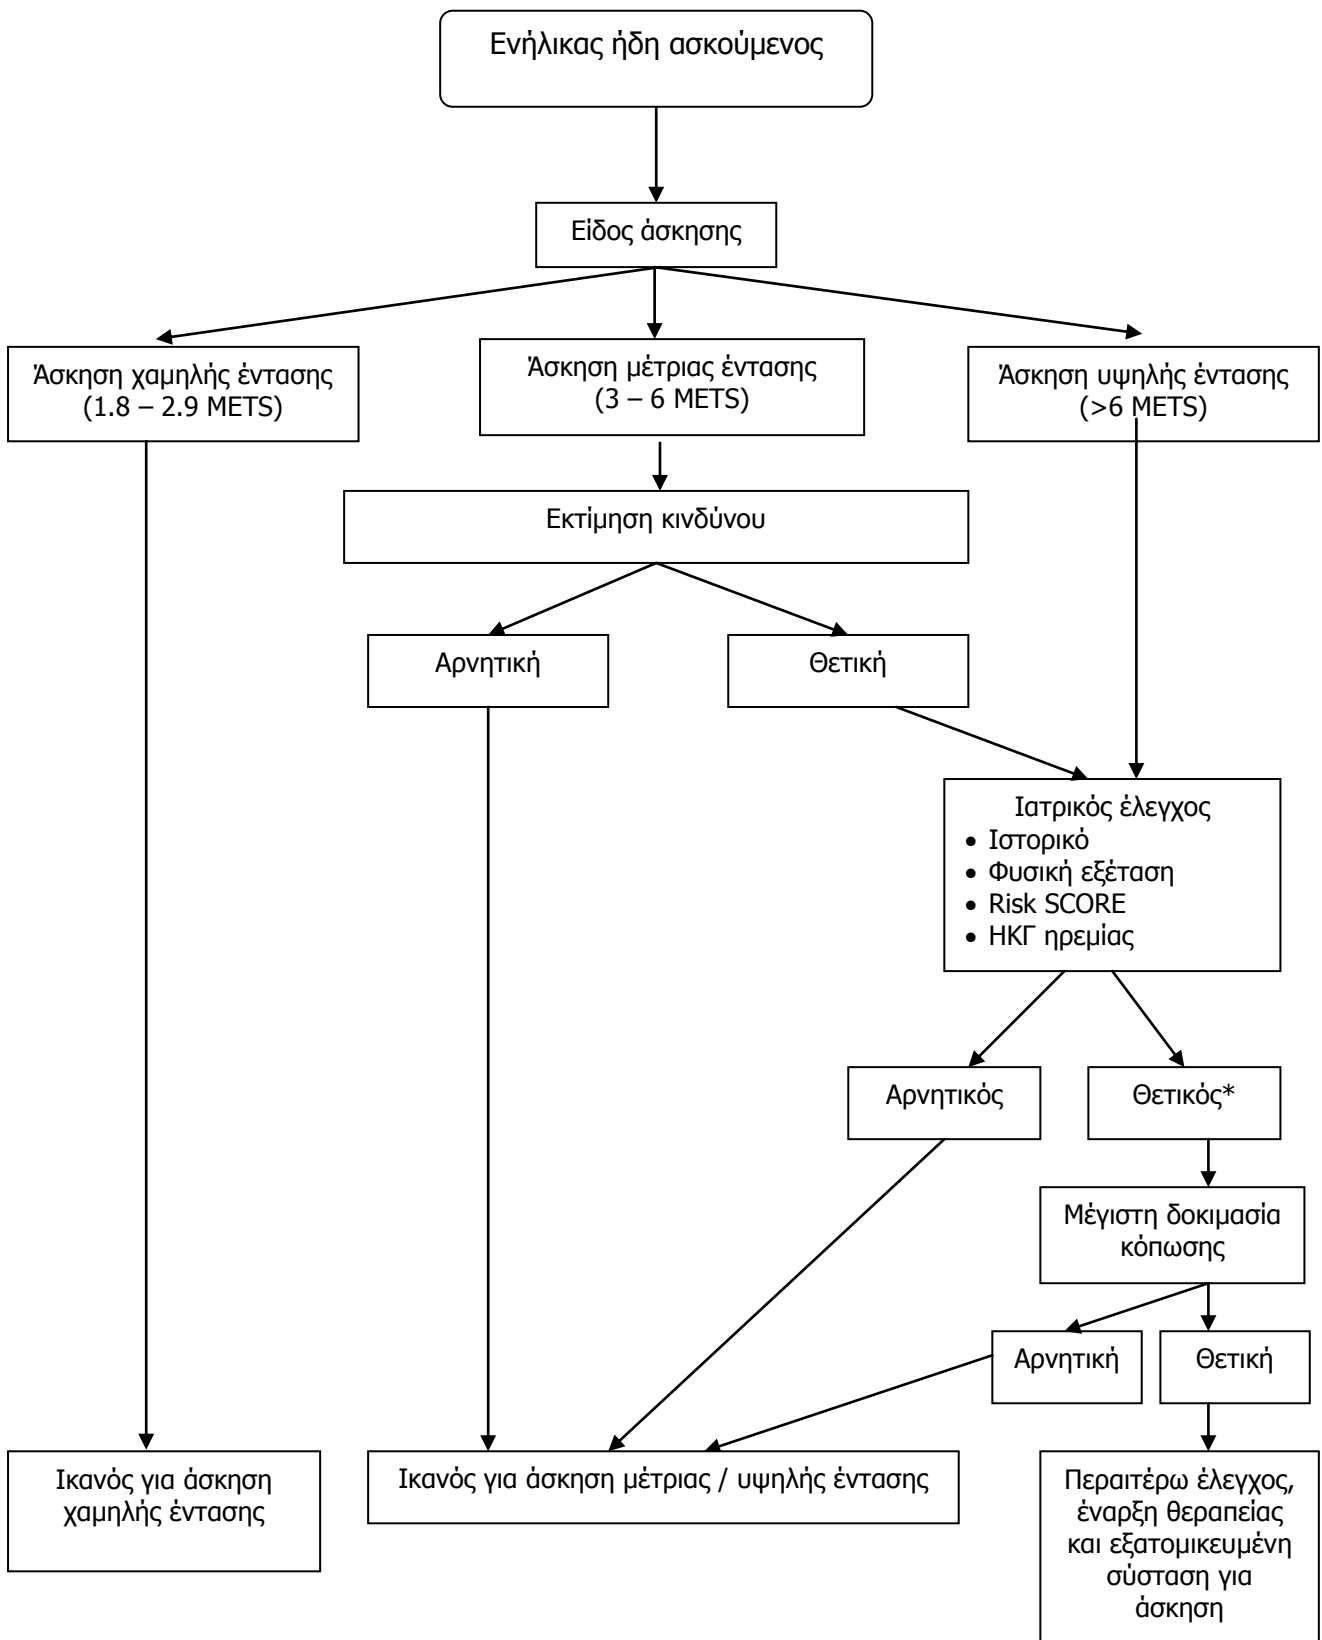 Ενήλικας ήδη ασκούμενος
Είδος άσκησης
Άσκηση χαμηλής έντασης
(1.8 – 2.9 METS)
Άσκηση μέτριας έντασης
(3 – 6 METS)
Άσκηση υψηλής έντασης
(>6 METS)
Εκτίμηση κινδύνου
Αρνητική
Θετική
Ιατρικός έλεγχος
• Ιστορικό
• Φυσική εξέταση
• Risk SCORE
• ΗΚΓ ηρεμίας
Αρνητικός
Θετικός*
Μέγιστη δοκιμασία
κόπωσης
Αρνητική
Θετική
Ικανός για άσκηση
χαμηλής έντασης
Ικανός για άσκηση μέτριας / υψηλής έντασης
Περαιτέρω έλεγχος,
έναρξη θεραπείας
και εξατομικευμένη
σύσταση για
άσκηση